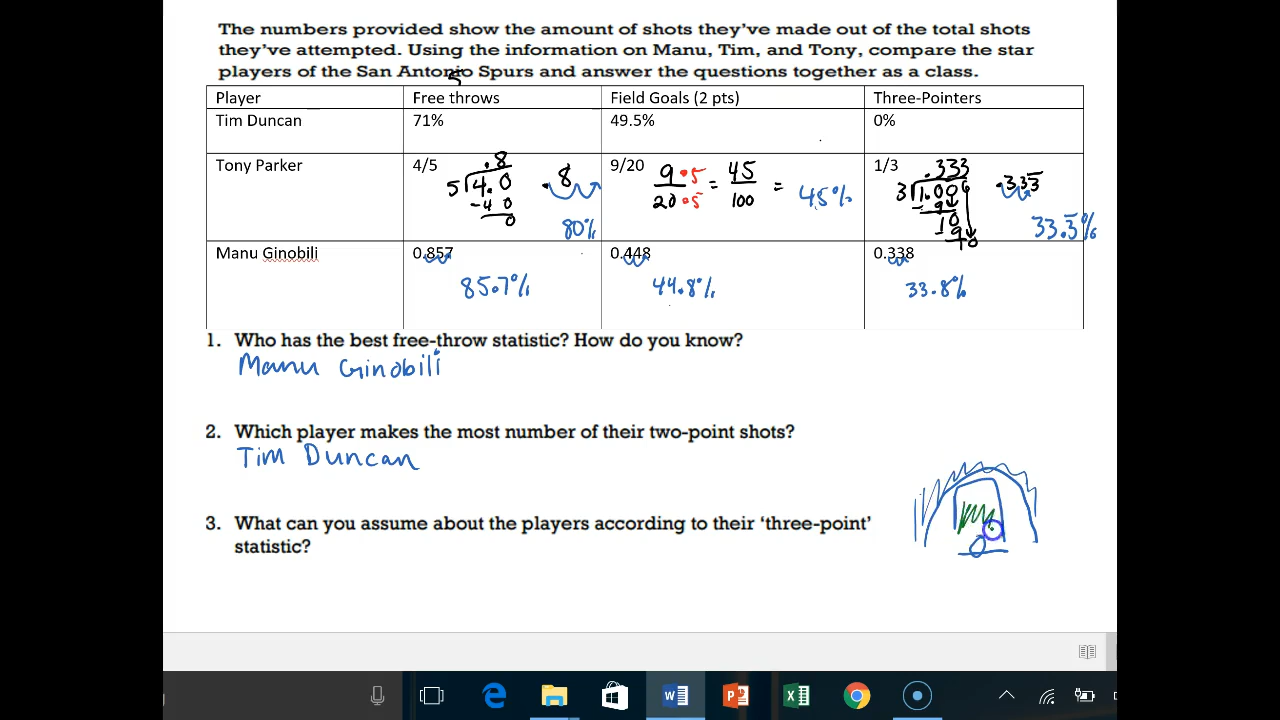 The numbers provided show the amount of shots they've made out of the total shots
they've attempted. Using the information on Manu, Tim, and Tony, compare the star
players of the San Antonio Spurs and answer the questions together as a class.
Player Free throws Field Goals (2 pts) Three-Pointers
Tim Duncan 71% 49.5% 0%
Tony Parker 4/5 9/20 1/3
.8
5 4.0
-40
0
.8
80%
9 · 5
20 · 5
=
45
100
= 45%
.333
3 1.000
-9
10
-9
10
.333
33.3%
Manu Ginobili 0.857 0.448 0.338
85.7% 44.8% 33.8%
1. Who has the best free-throw statistic? How do you know?
Manu Ginobili
2. Which player makes the most number of their two-point shots?
Tim Duncan
3. What can you assume about the players according to their 'three-point'
statistic?